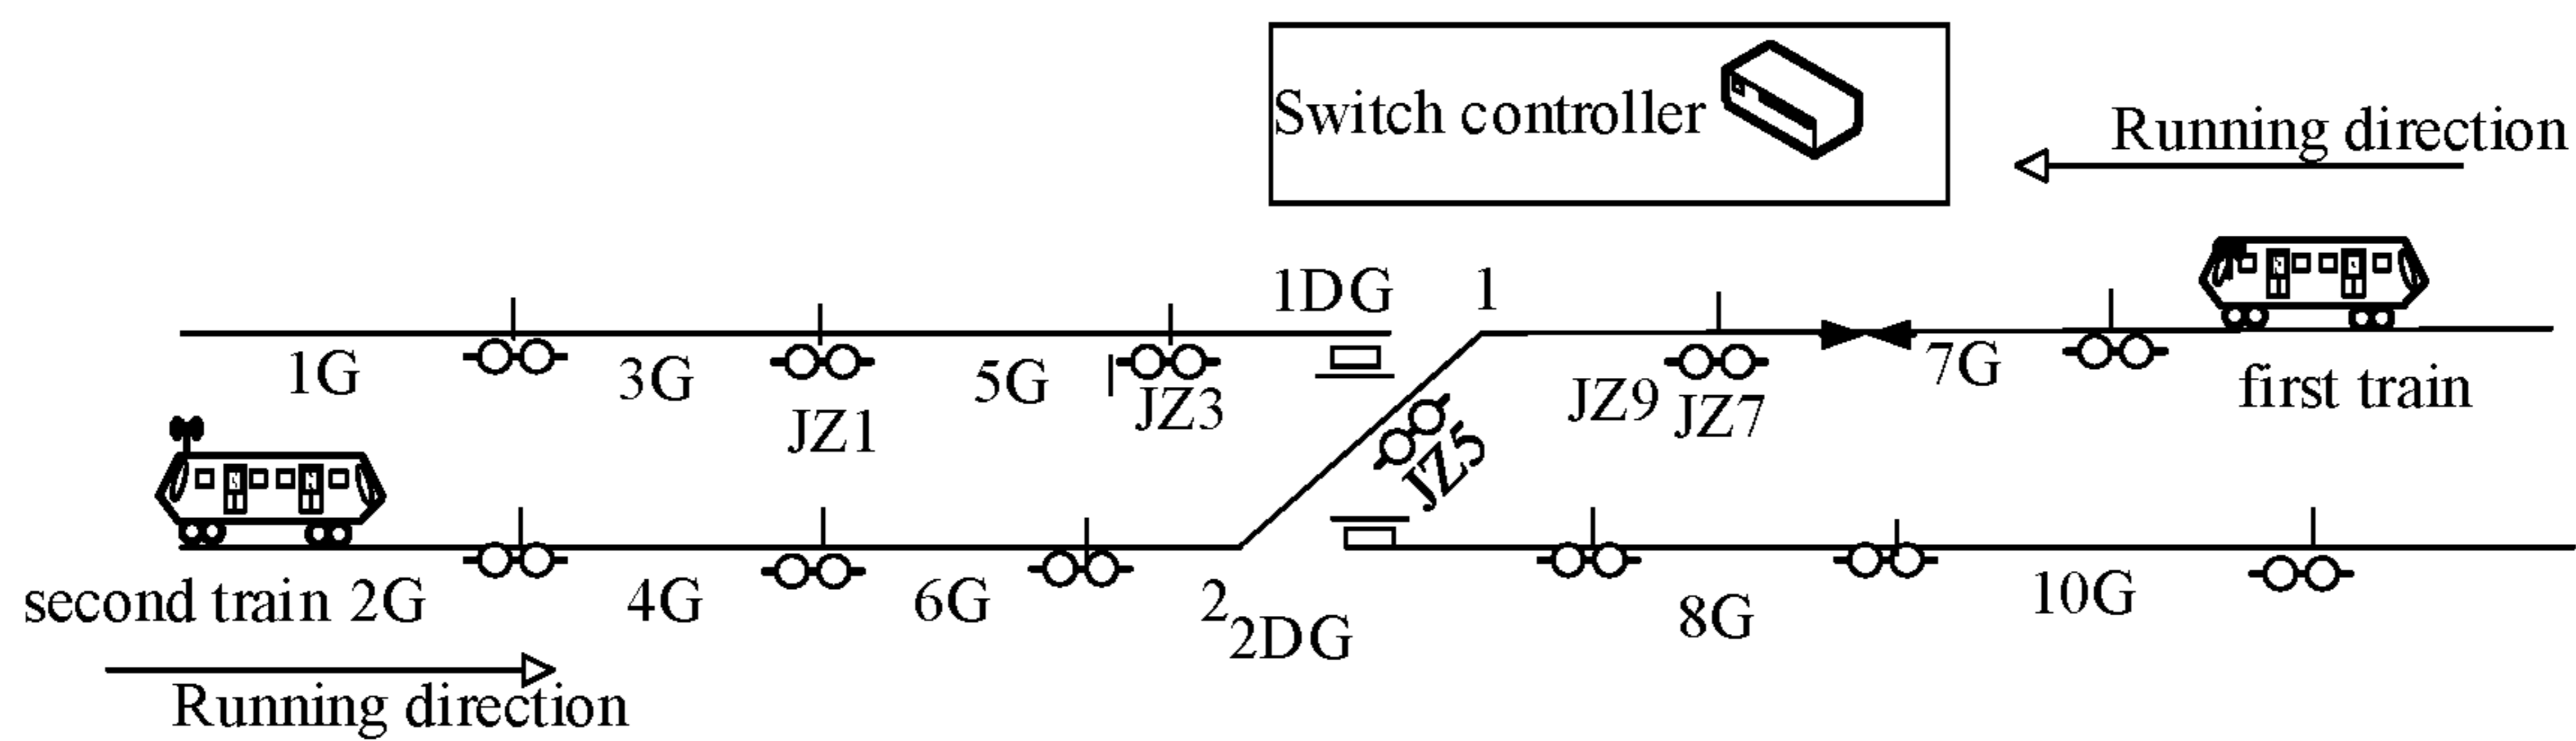 Switch controller
Running direction
1DG
1
1G
3G
JZ1
5G
JZ3
JZ5
JZ9
JZ7
7G
first train
second train
2G
4G
6G
2
2DG
8G
10G
Running direction